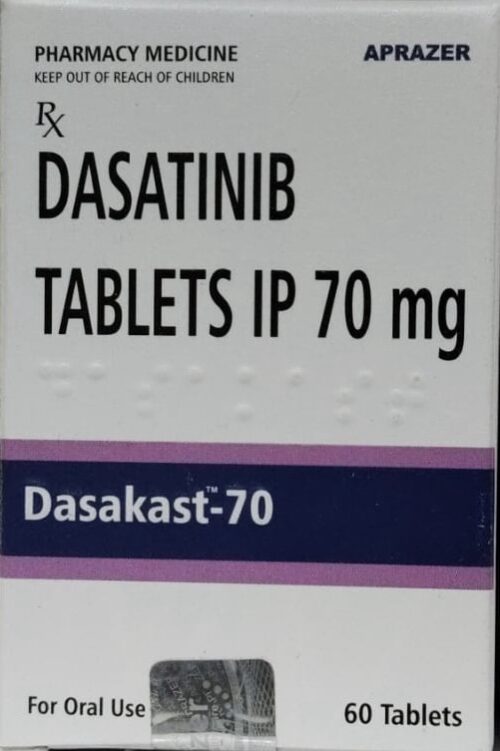 PHARMACY MEDICINE
APRAZER
KEEP OUT OF REACH OF CHILDREN
Rx
DASATINIB
TABLETS IP 70 mg
Dasakast™-70
For Oral Use
60 Tablets